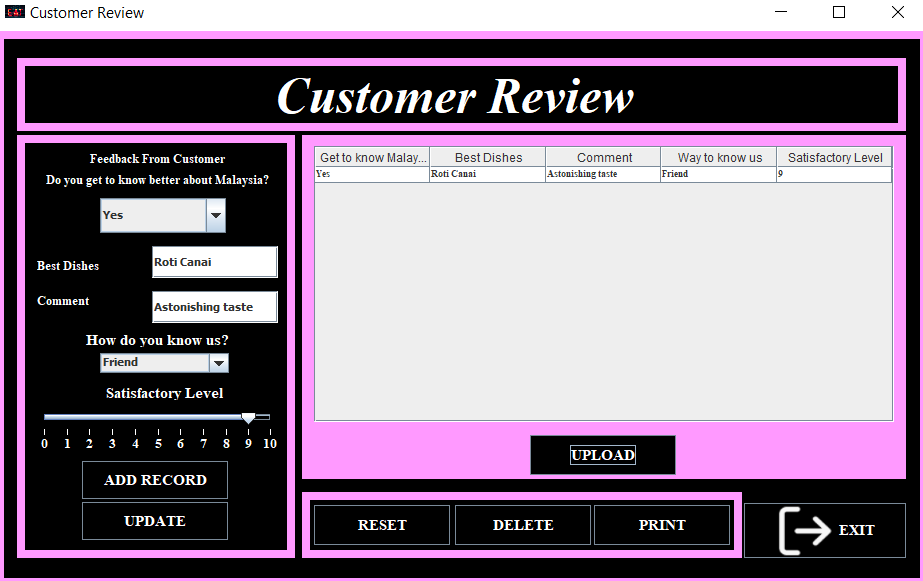 Customer Review
Customer Review
Feedback From Customer
Do you get to know better about Malaysia?
Yes
Best Dishes
Roti Canai
Comment
Astonishing taste
How do you know us?
Friend
Satisfactory Level
0 1 2 3 4 5 6 7 8 9 10
ADD RECORD
UPDATE
Get to know Malay... Best Dishes Comment Way to know us Satisfactory Level
Yes Roti Canai Astonishing taste Friend 9
UPLOAD
RESET DELETE PRINT
EXIT